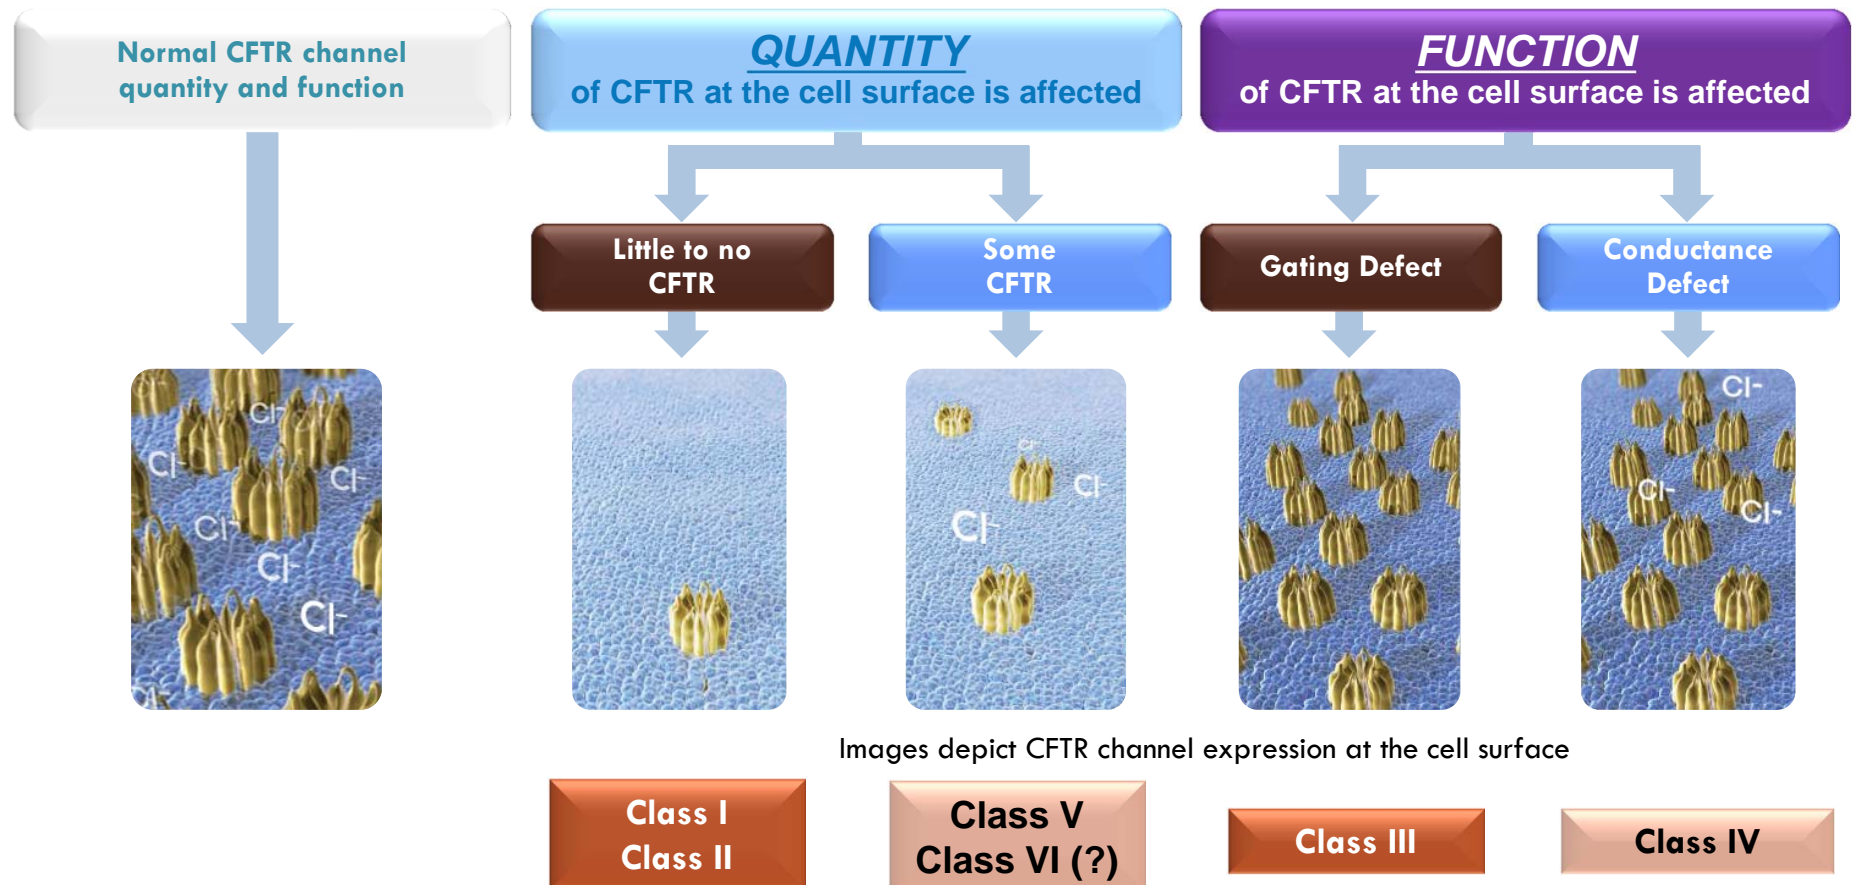 Normal CFTR channel
quantity and function
QUANTITY
of CFTR at the cell surface is affected
FUNCTION
of CFTR at the cell surface is affected
Little to no
CFTR
Some
CFTR
Gating Defect
Conductance
Defect
Cl-
Cl-
Cl-
Cl-
Cl-
Cl-
Cl-
Cl-
Cl-
Cl-
Cl-
Cl-
Cl-
Images depict CFTR channel expression at the cell surface
Class I
Class II
Class V
Class VI (?)
Class III
Class IV